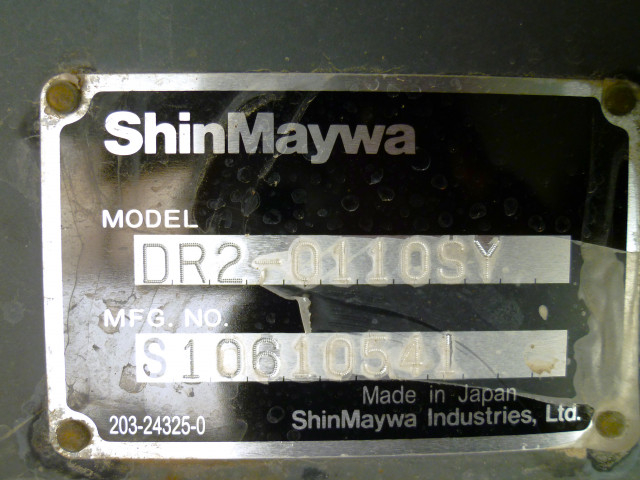 ShinMaywa
MODEL
DR2-0110SY
MFG. NO.
S10610541
Made in Japan
203-24325-0
ShinMaywa Industries, Ltd.